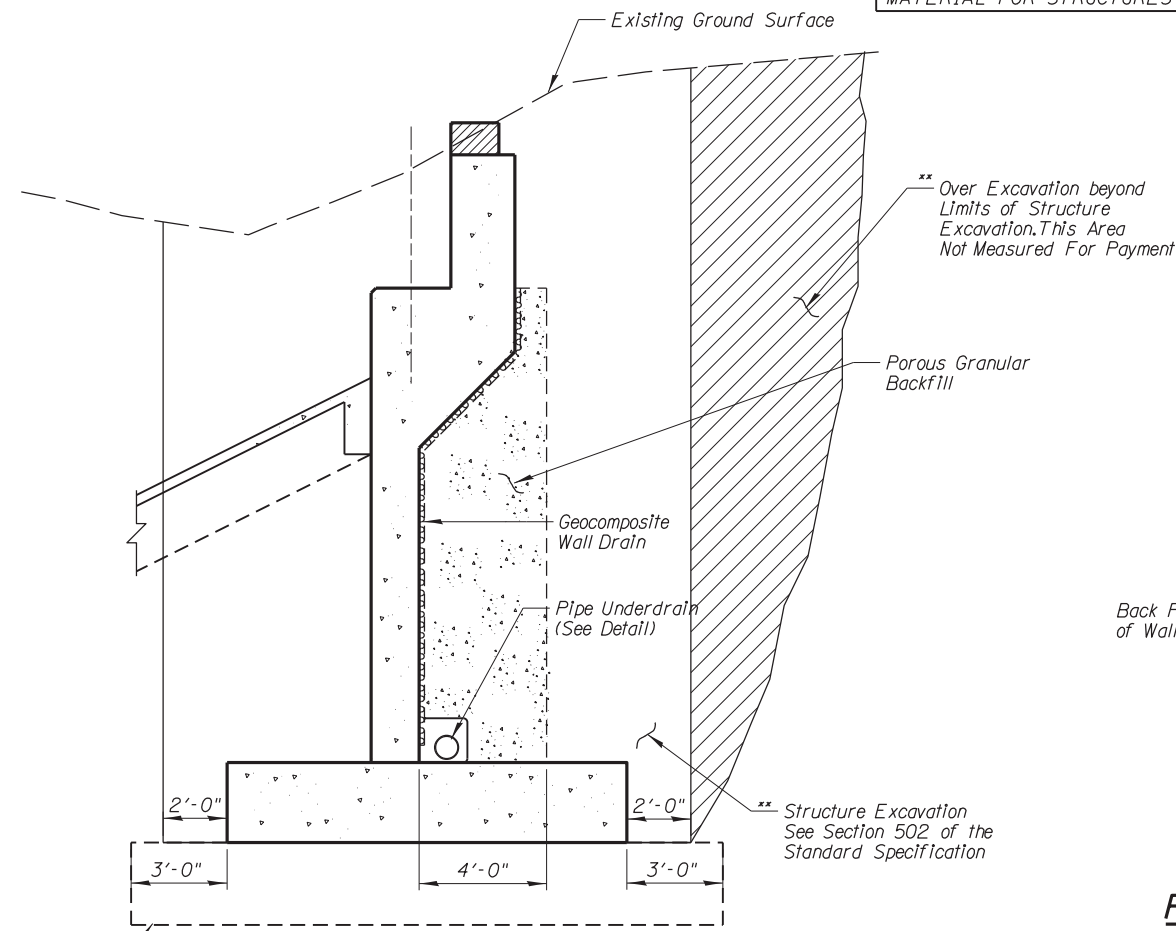 MATERIAL FOR STRUCTURES
Existing Ground Surface
** Over Excavation beyond
Limits of Structure
Excavation. This Area
Not Measured For Payment
Porous Granular
Backfill
Geocomposite
Wall Drain
Pipe Underdrain
(See Detail)
Back F
of Wall
2'-0"
2'-0"
** Structure Excavation
See Section 502 of the
Standard Specification
3'-0"
4'-0"
3'-0"